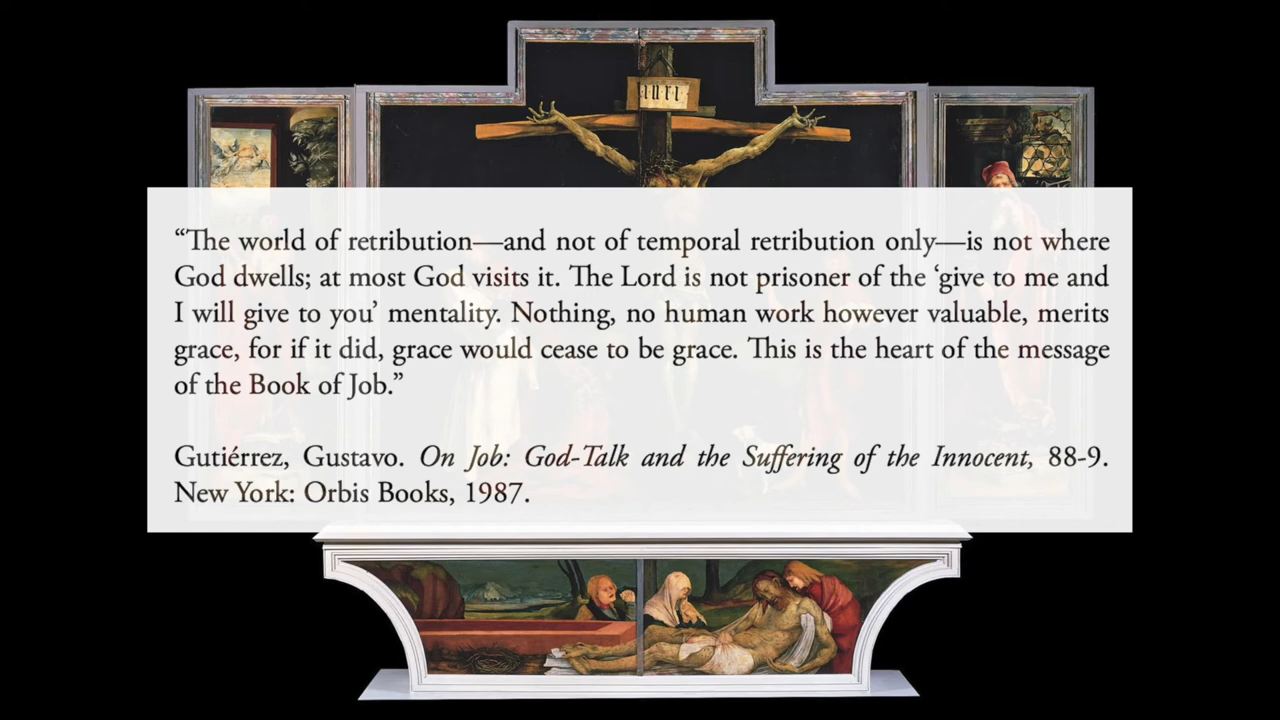 INRI
“The world of retribution—and not of temporal retribution only—is not where
God dwells; at most God visits it. The Lord is not prisoner of the ‘give to me and
I will give to you’ mentality. Nothing, no human work however valuable, merits
grace, for if it did, grace would cease to be grace. This is the heart of the message
of the Book of Job.”
Gutiérrez, Gustavo. On Job: God-Talk and the Suffering of the Innocent, 88-9.
New York: Orbis Books, 1987.